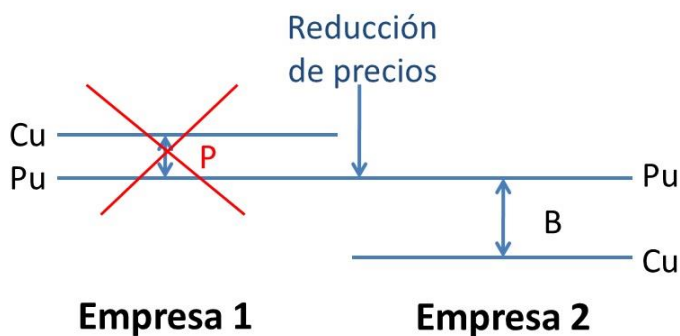 Reducción
de precios
Cu
P
Pu
Pu
B
Cu
Empresa 1
Empresa 2